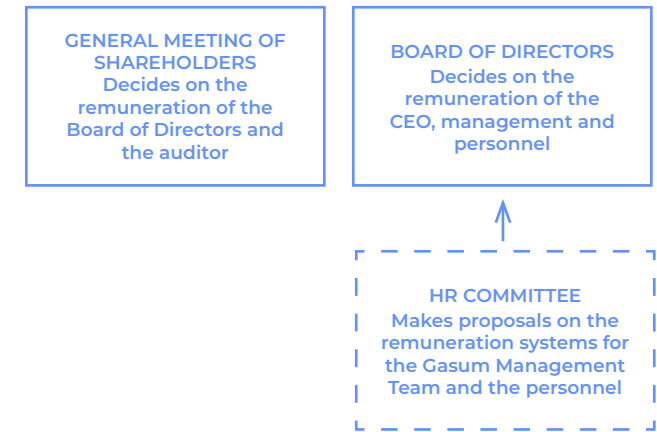 GENERAL MEETING OF
SHAREHOLDERS
Decides on the
remuneration of the
Board of Directors and
the auditor
BOARD OF DIRECTORS
Decides on the
remuneration of the
CEO, management and
personnel
HR COMMITTEE
Makes proposals on the
remuneration systems for
the Gasum Management
Team and the personnel